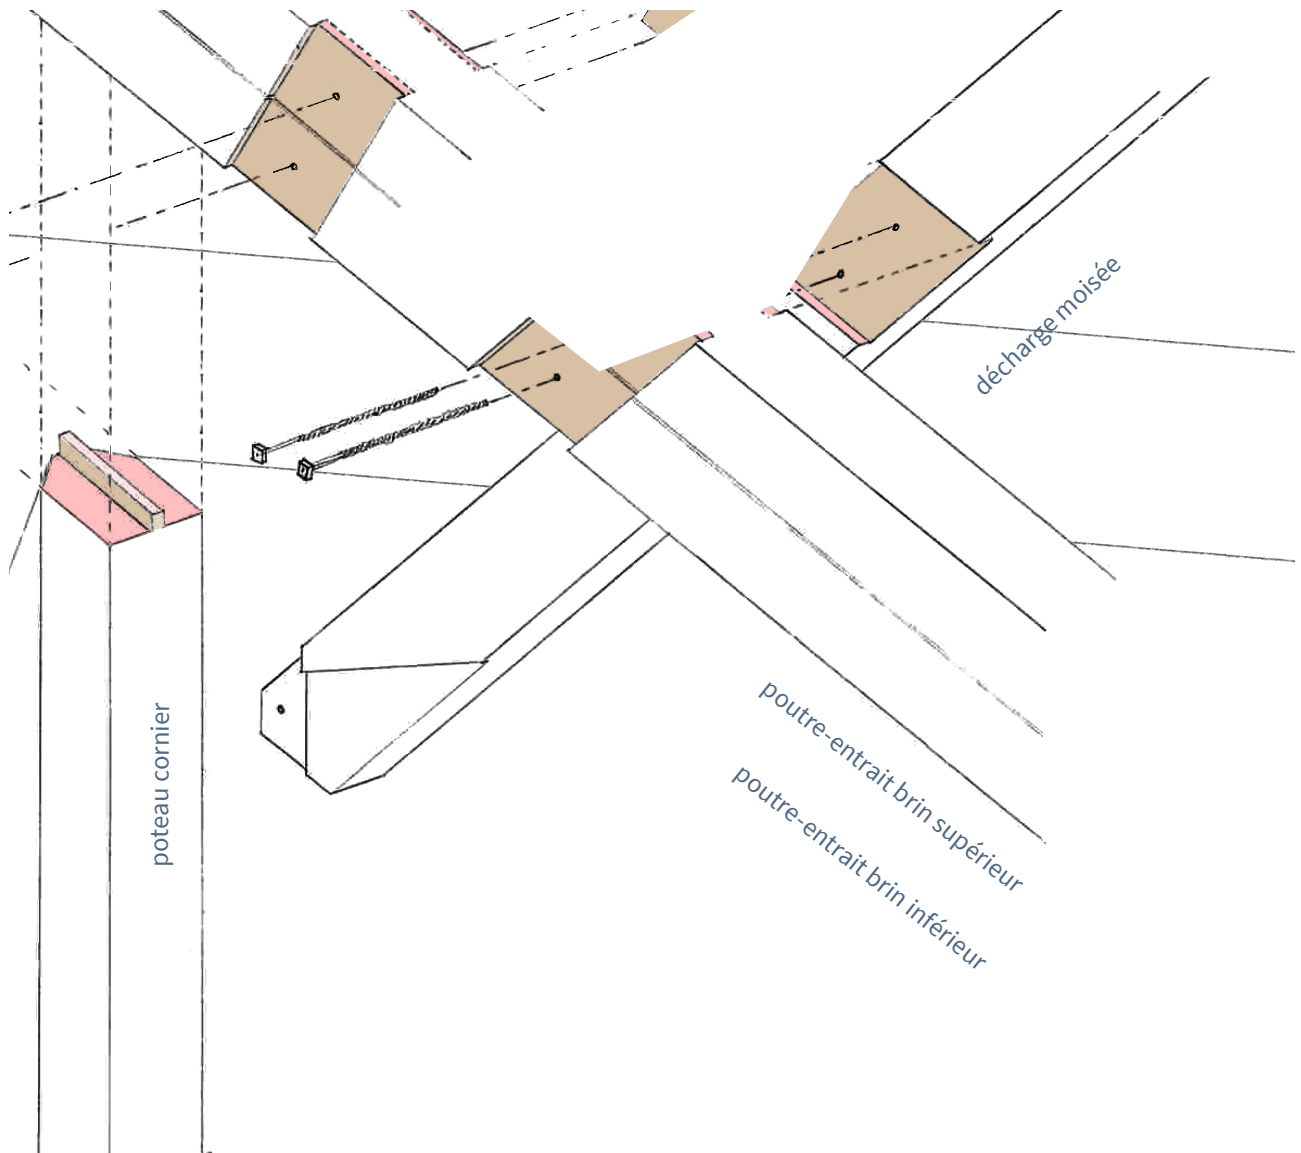 décharge moisée
poteau cornier
poutre-entrait brin supérieur
poutre-entrait brin inférieur